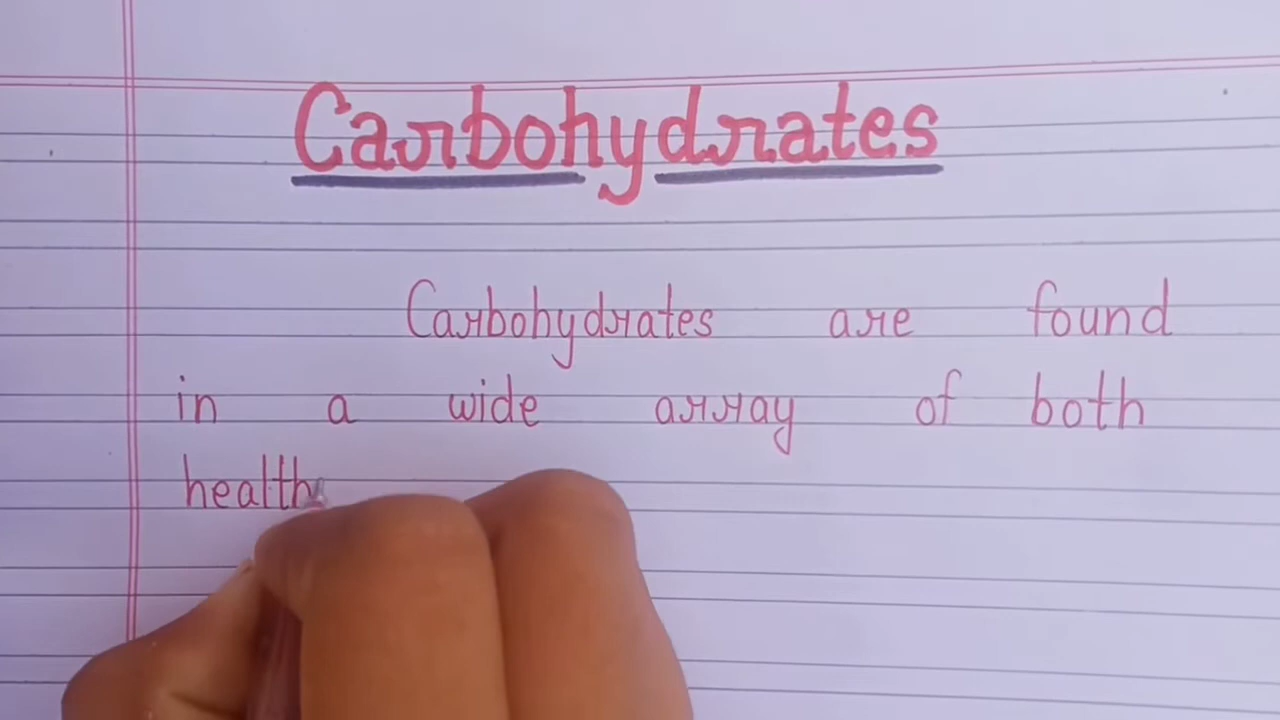 Carbohydrates
Carbohydrates are found
in a wide array of both
health